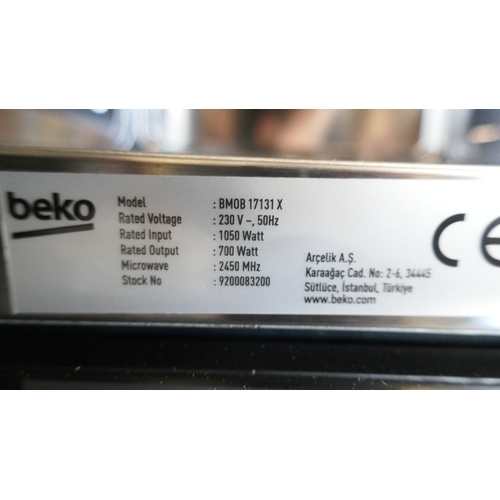 beko
Model : BMOB 17131 X
Rated Voltage : 230 V ~, 50Hz
Rated Input : 1050 Watt
Rated Output : 700 Watt
Microwave : 2450 MHz
Stock No : 9200083200
Arçelik A.Ş.
Karaağaç Cad. No: 2-6, 34445
Sütlüce, İstanbul, Türkiye
www.beko.com
CE